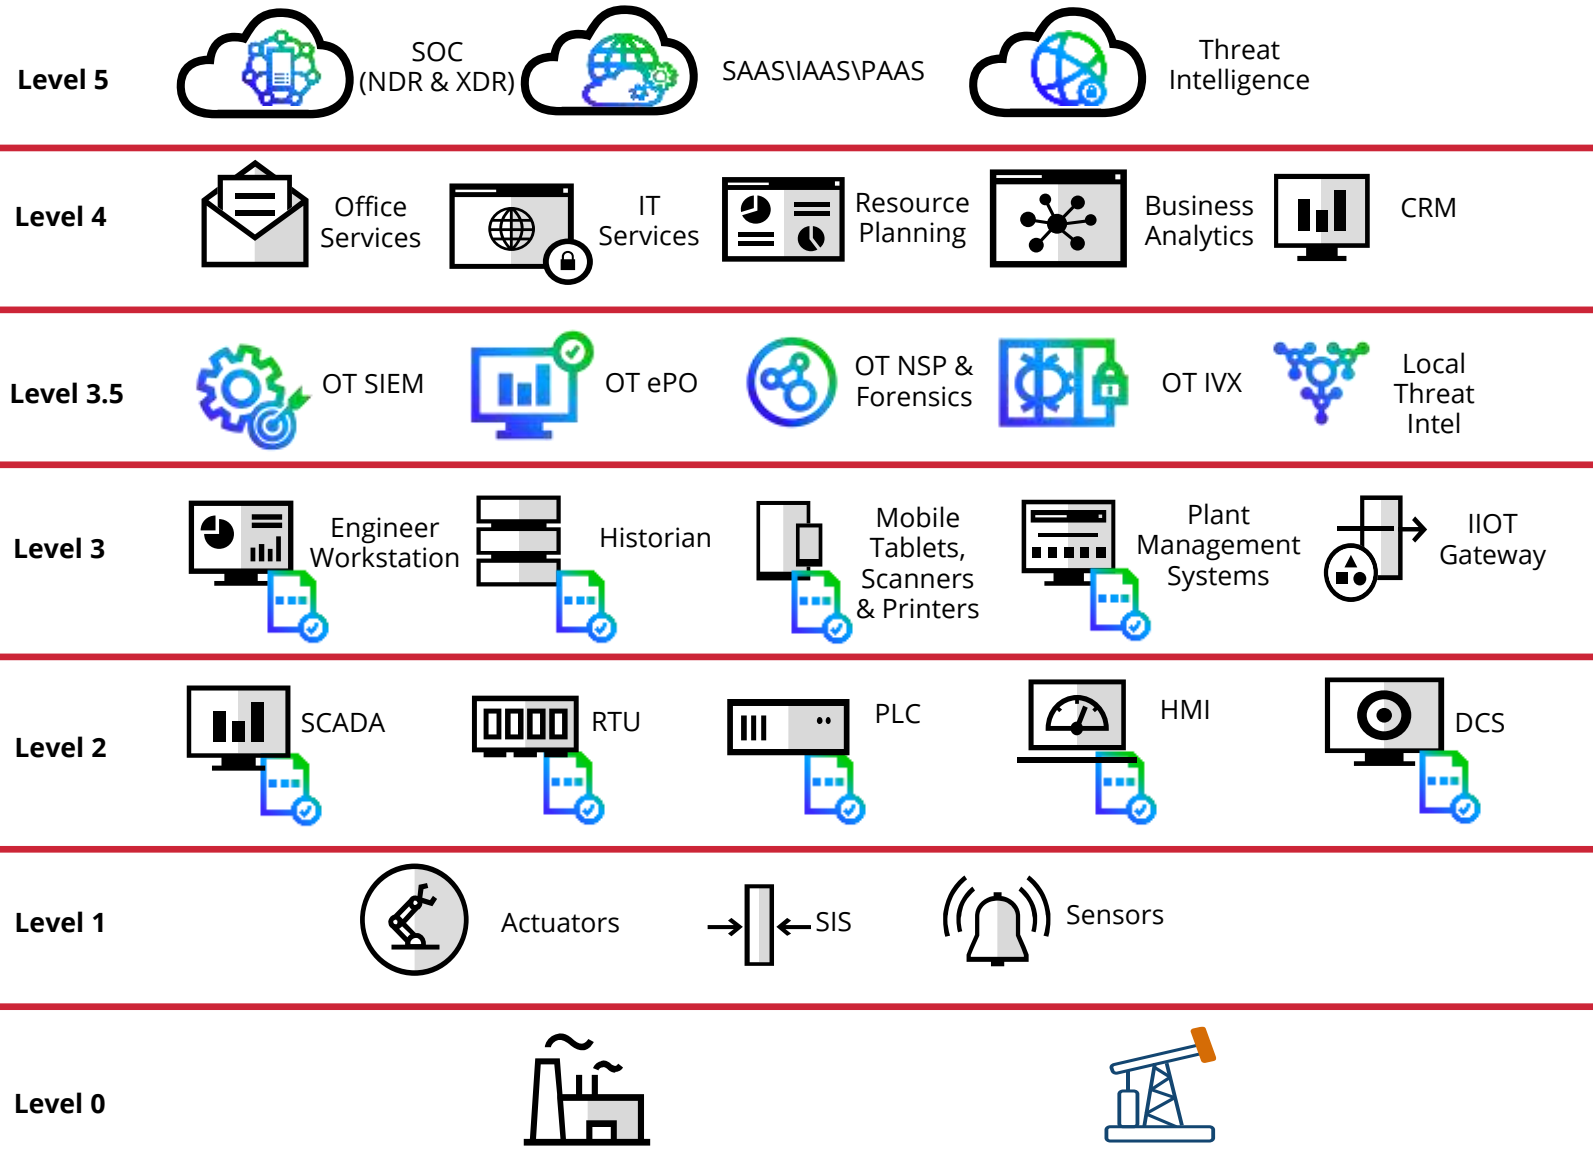 Level 5
SOC
(NDR & XDR)
SAAS\IAAS\PAAS
Threat
Intelligence
Level 4
Office
Services
IT
Services
Resource
Planning
Business
Analytics
CRM
Level 3.5
OT SIEM
OT ePO
OT NSP &
Forensics
OT IVX
Local
Threat
Intel
Level 3
Engineer
Workstation
Historian
Mobile
Tablets,
Scanners
& Printers
Plant
Management
Systems
IIOT
Gateway
Level 2
SCADA
RTU
PLC
HMI
DCS
Level 1
Actuators
SIS
Sensors
Level 0